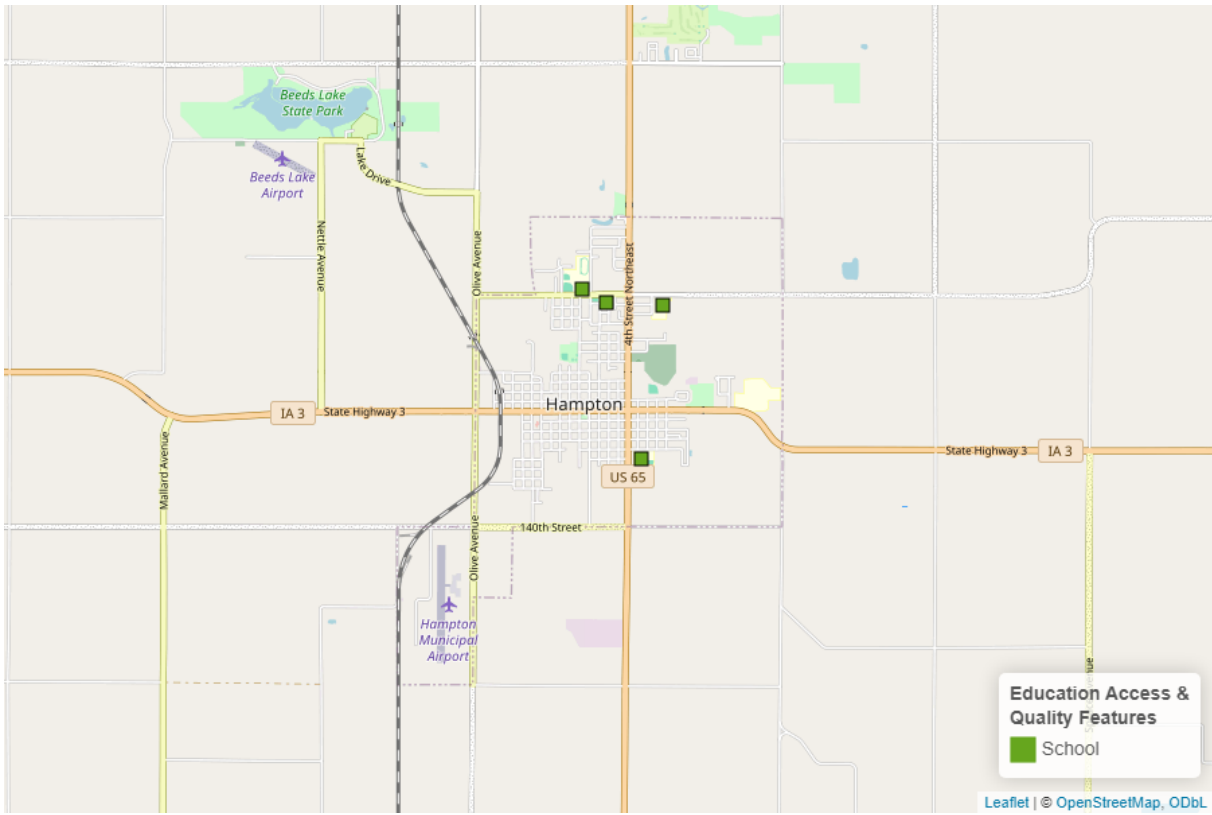 Beeds Lake
State Park
Beeds Lake
Airport
Lake Drive
Nettle Avenue
Olive Avenue
4th Street Northeast
Hampton
IA 3
State Highway 3
State Highway 3
IA 3
US 65
Mallard Avenue
140th Street
Olive Avenue
Hampton
Municipal
Airport
Education Access &
Quality Features
School
Leaflet | © OpenStreetMap, ODbL